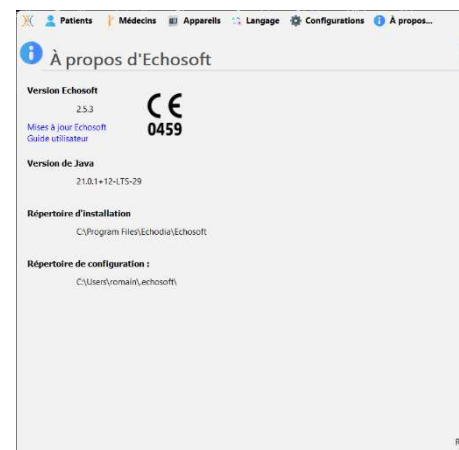 Patients Médecins Appareils Langage Configurations À propos...
À propos d'Echosoft
Version Echosoft
2.5.3
CE
0459
Mises à jour Echosoft
Guide utilisateur
Version de Java
21.0.1+12-LTS-29
Répertoire d'installation
C:\Program Files\Echodia\Echosoft
Répertoire de configuration :
C:\Users\romain\.echosoft\